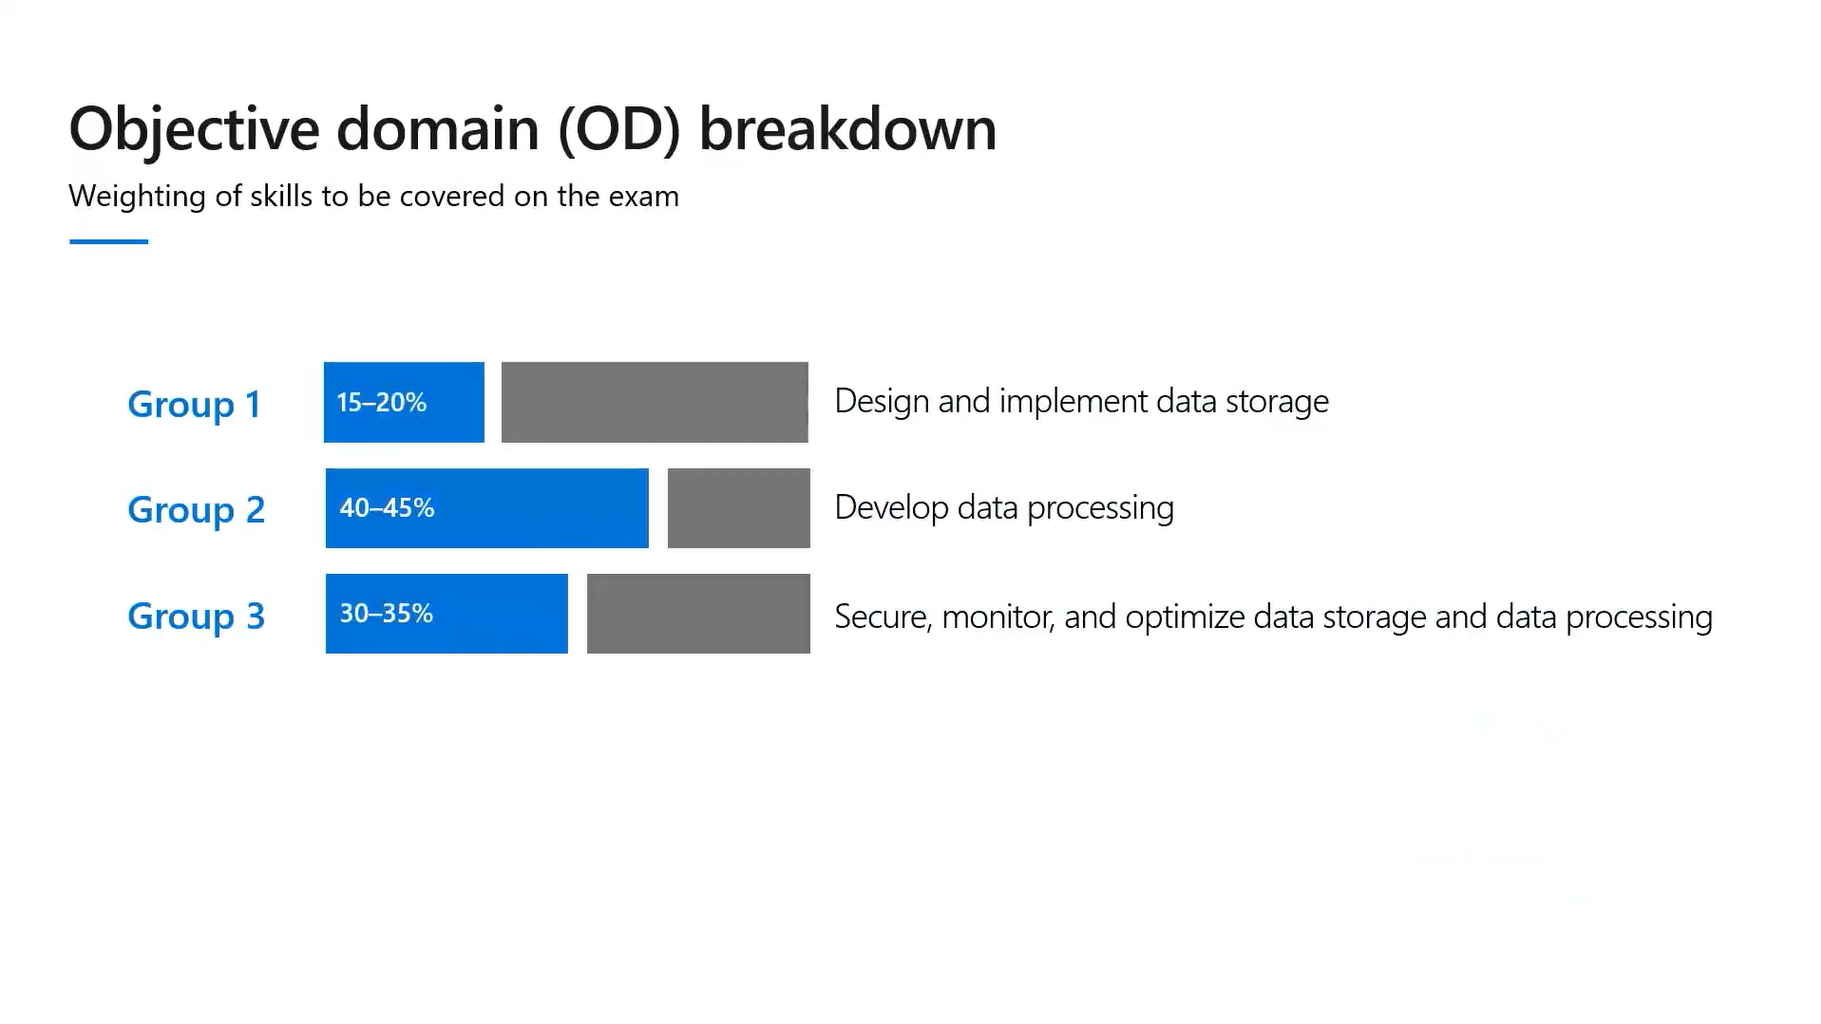 Objective domain (OD) breakdown
Weighting of skills to be covered on the exam
Group 1 15–20% Design and implement data storage
Group 2 40–45% Develop data processing
Group 3 30–35% Secure, monitor, and optimize data storage and data processing